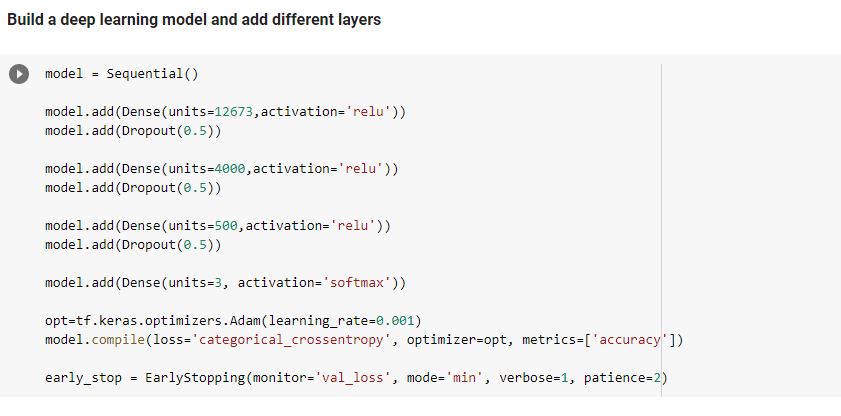 Build a deep learning model and add different layers
model = Sequential()
model.add(Dense(units=12673,activation='relu'))
model.add(Dropout(0.5))
model.add(Dense(units=4000,activation='relu'))
model.add(Dropout(0.5))
model.add(Dense(units=500,activation='relu'))
model.add(Dropout(0.5))
model.add(Dense(units=3, activation='softmax'))
opt=tf.keras.optimizers.Adam(learning_rate=0.001)
model.compile(loss='categorical_crossentropy', optimizer=opt, metrics=['accuracy'])
early_stop = EarlyStopping(monitor='val_loss', mode='min', verbose=1, patience=2)